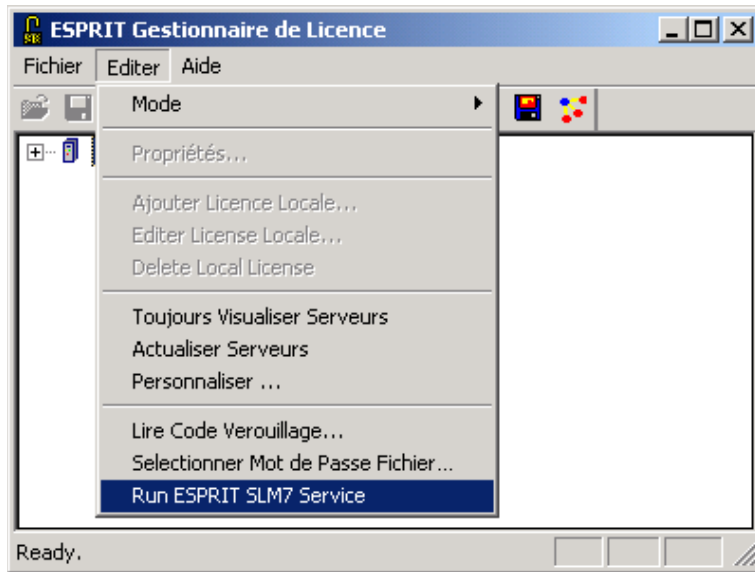 ESPRIT Gestionnaire de Licence
Fichier Editer Aide
Mode
Propriétés...
Ajouter Licence Locale...
Editer License Locale...
Delete Local License
Toujours Visualiser Serveurs
Actualiser Serveurs
Personnaliser ...
Lire Code Verouillage...
Selectionner Mot de Passe Fichier...
Run ESPRIT SLM7 Service
Ready.